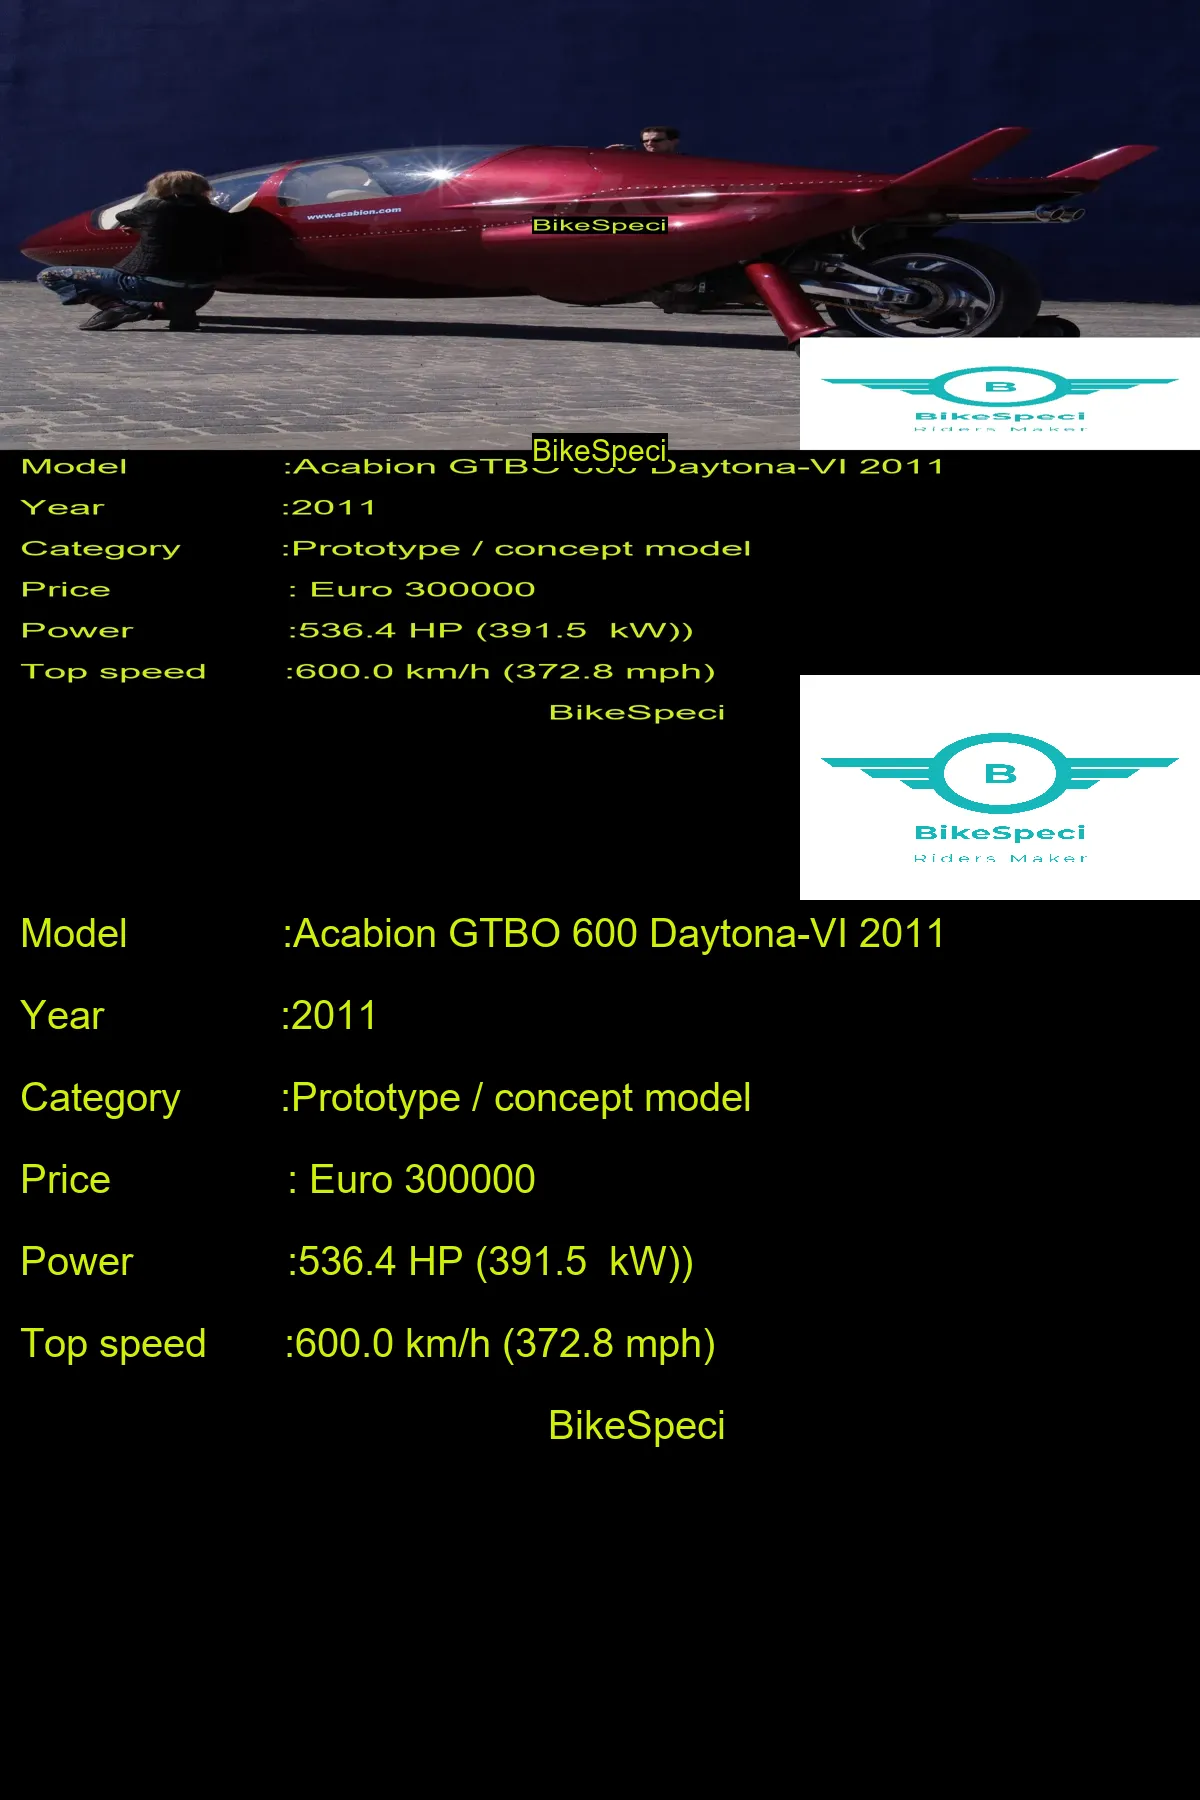 www.acabion.com
BikeSpeci
B
BikeSpeci
Riders Maker
BikeSpeci
Model :Acabion GTBO 600 Daytona-VI 2011
Year :2011
Category :Prototype / concept model
Price : Euro 300000
Power :536.4 HP (391.5 kW))
Top speed :600.0 km/h (372.8 mph)
BikeSpeci
B
BikeSpeci
Riders Maker
Model :Acabion GTBO 600 Daytona-VI 2011
Year :2011
Category :Prototype / concept model
Price : Euro 300000
Power :536.4 HP (391.5 kW))
Top speed :600.0 km/h (372.8 mph)
BikeSpeci